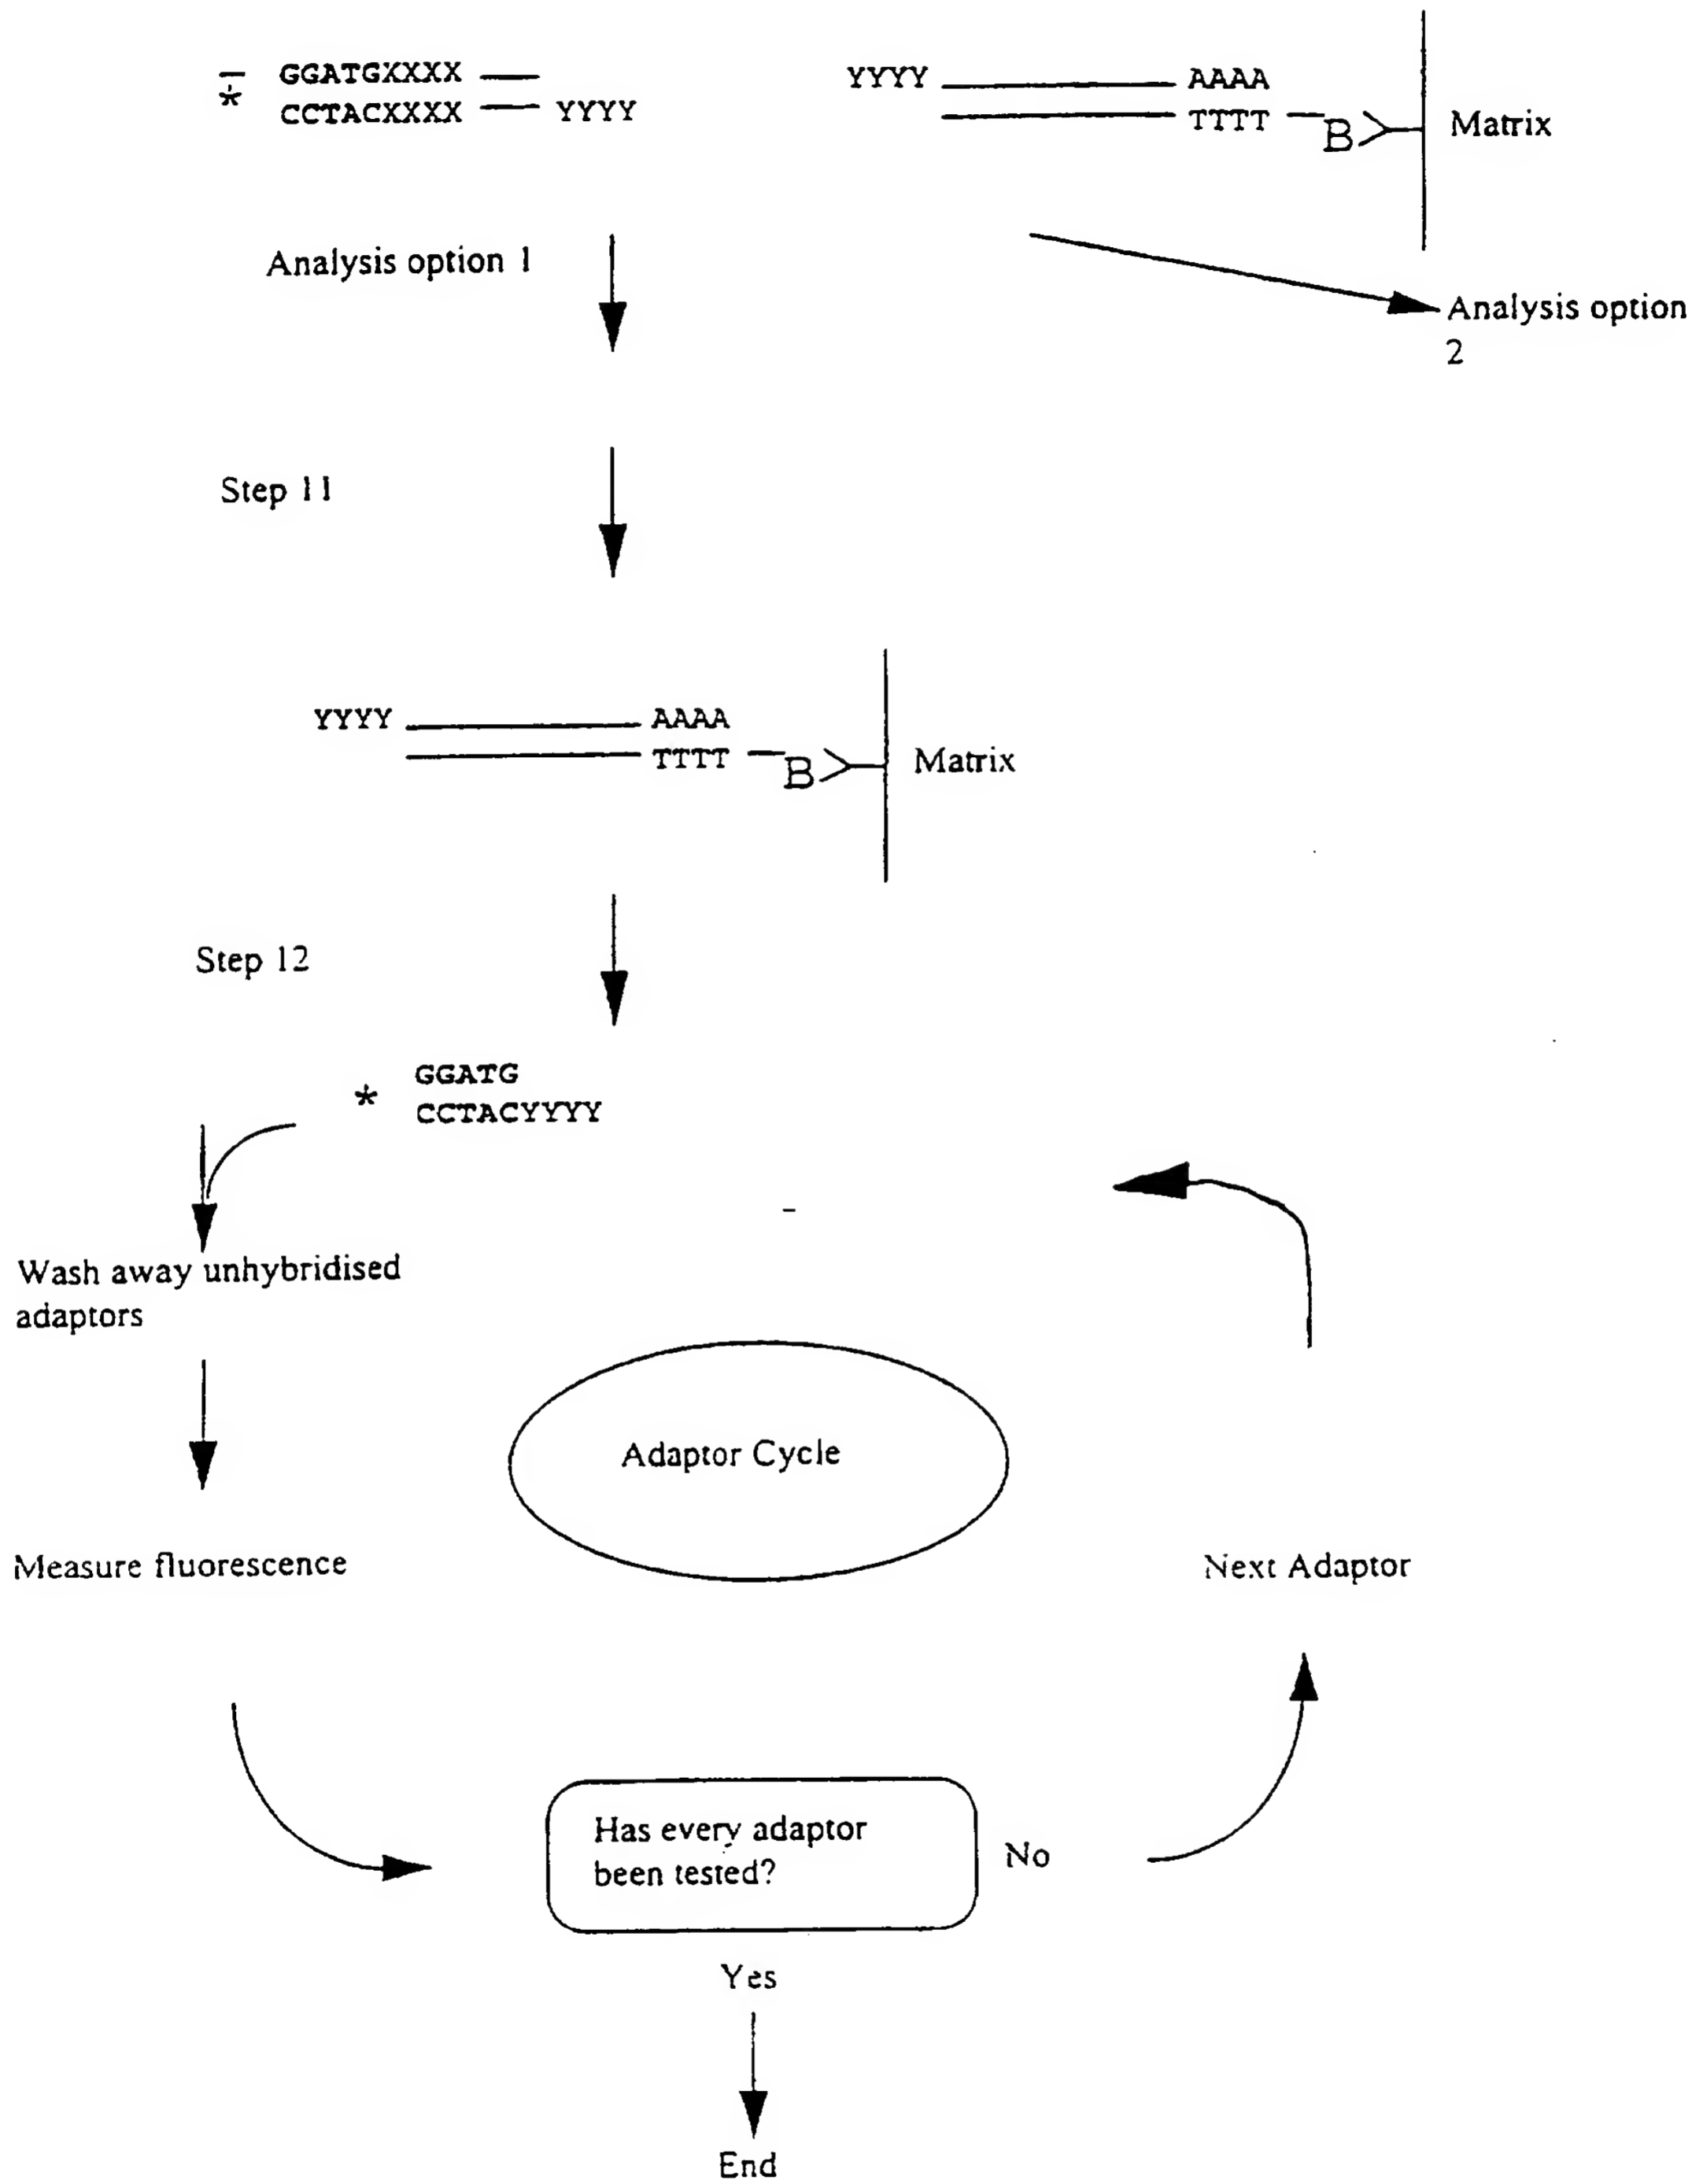 * GGATGXXXX
CCTACXXXX YYYY
YYYY AAAA
TTTT B Matrix
Analysis option 1
Analysis option
2
Step 11
YYYY AAAA
TTTT B Matrix
Step 12
* GGATG
CCTACYYYY
Wash away unhybridised
adaptors
Adaptor Cycle
Measure fluorescence
Next Adaptor
Has every adaptor
been tested?
No
Yes
End